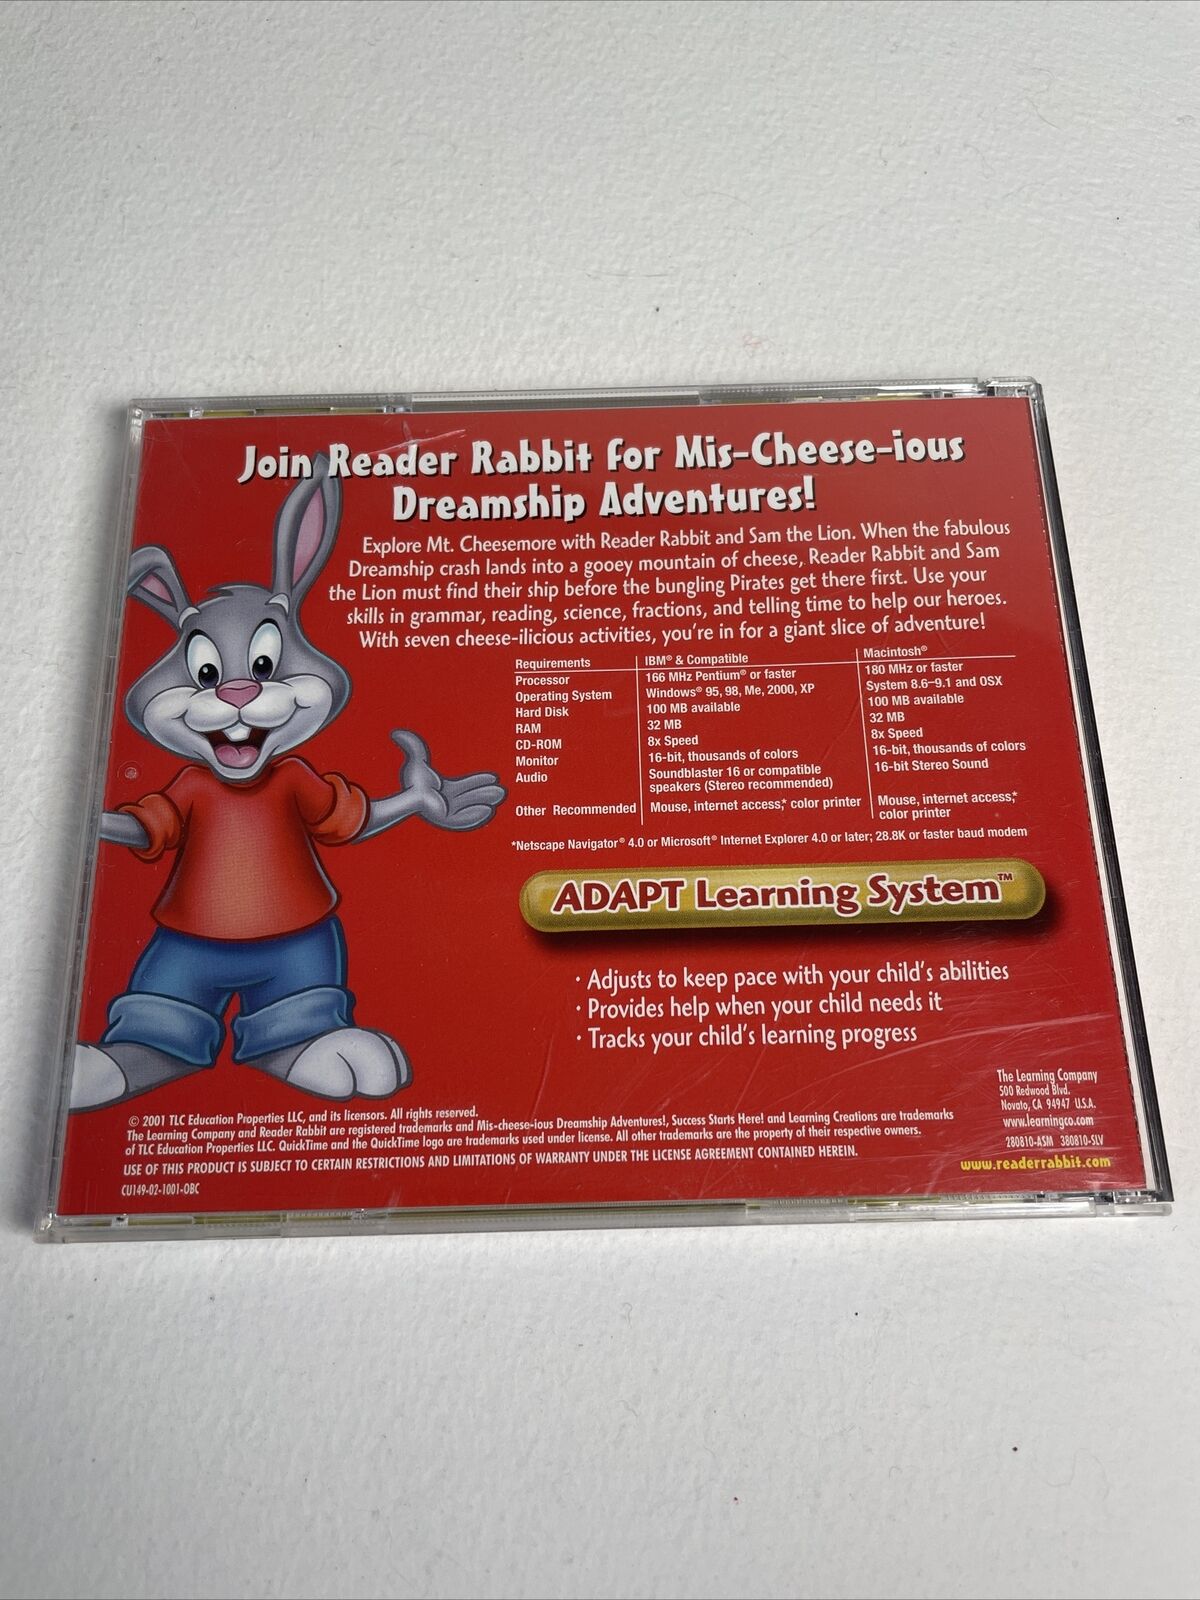 Join Reader Rabbit for Mis-Cheese-ious
Dreamship Adventures!
Explore Mt. Cheesemore with Reader Rabbit and Sam the Lion. When the fabulous
Dreamship crash lands into a gooey mountain of cheese, Reader Rabbit and Sam
the Lion must find their ship before the bungling Pirates get there first. Use your
skills in grammar, reading, science, fractions, and telling time to help our heroes.
With seven cheese-ilicious activities, you're in for a giant slice of adventure!
Requirements IBM® & Compatible Macintosh®
Processor 166 MHz Pentium® or faster 180 MHz or faster
Operating System Windows® 95, 98, Me, 2000, XP System 8.6–9.1 and OSX
Hard Disk 100 MB available 100 MB available
RAM 32 MB 32 MB
CD-ROM 8x Speed 8x Speed
Monitor 16-bit, thousands of colors 16-bit, thousands of colors
Audio Soundblaster 16 or compatible 16-bit Stereo Sound
speakers (Stereo recommended)
Other Recommended Mouse, internet access,* color printer Mouse, internet access,*
color printer
*Netscape Navigator® 4.0 or Microsoft® Internet Explorer 4.0 or later; 28.8K or faster baud modem
ADAPT Learning System™
· Adjusts to keep pace with your child's abilities
· Provides help when your child needs it
· Tracks your child's learning progress
The Learning Company
500 Redwood Blvd.
Novato, CA 94947 U.S.A.
www.learningco.com
280810-ASM 380810-SLV
www.readerrabbit.com
© 2001 TLC Education Properties LLC, and its licensors. All rights reserved.
The Learning Company and Reader Rabbit are registered trademarks and Mis-cheese-ious Dreamship Adventures!, Success Starts Here! and Learning Creations are trademarks
of TLC Education Properties LLC. QuickTime and the QuickTime logo are trademarks used under license. All other trademarks are the property of their respective owners.
USE OF THIS PRODUCT IS SUBJECT TO CERTAIN RESTRICTIONS AND LIMITATIONS OF WARRANTY UNDER THE LICENSE AGREEMENT CONTAINED HEREIN.
CU149-02-1001-OBC